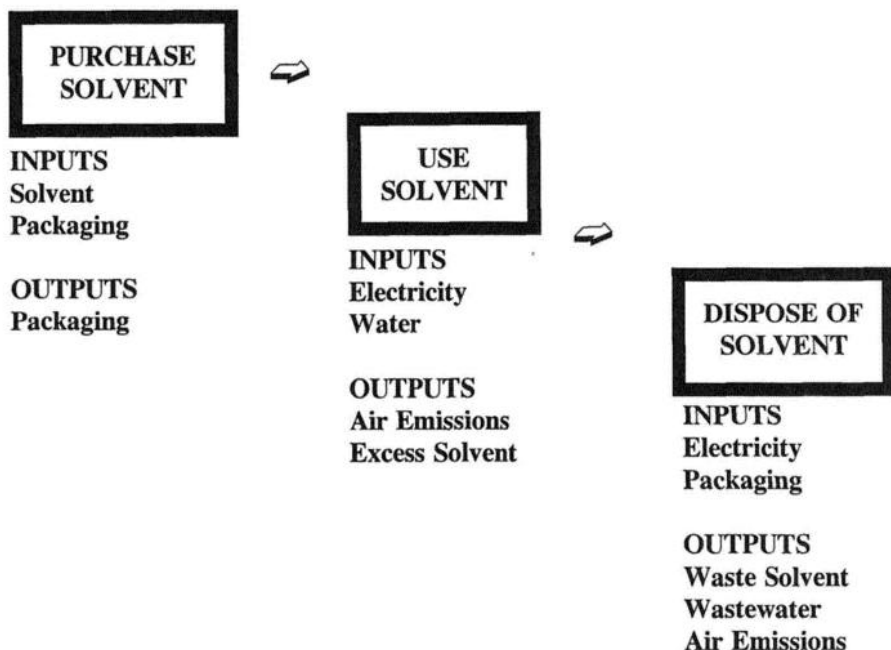 PURCHASE
SOLVENT
INPUTS
Solvent
Packaging
OUTPUTS
Packaging
USE
SOLVENT
INPUTS
Electricity
Water
OUTPUTS
Air Emissions
Excess Solvent
DISPOSE OF
SOLVENT
INPUTS
Electricity
Packaging
OUTPUTS
Waste Solvent
Wastewater
Air Emissions